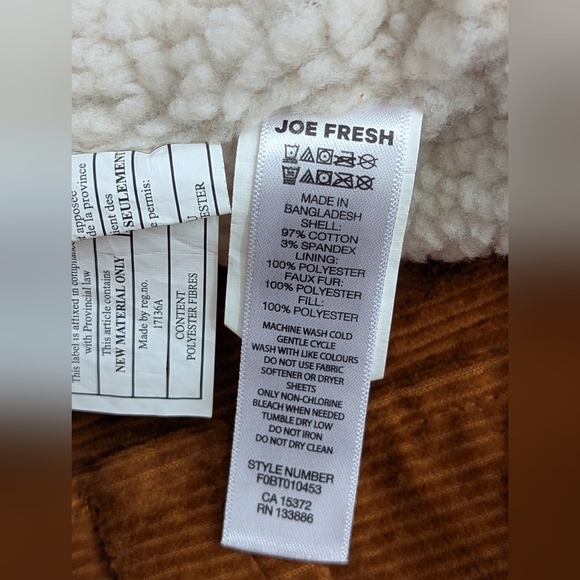 JOE FRESH
MADE IN
BANGLADESH
SHELL:
97% COTTON
3% SPANDEX
LINING:
100% POLYESTER
FAUX FUR:
100% POLYESTER
FILL:
100% POLYESTER
MACHINE WASH COLD
GENTLE CYCLE
WASH WITH LIKE COLOURS
DO NOT USE FABRIC
SOFTENER OR DRYER
SHEETS
ONLY NON-CHLORINE
BLEACH WHEN NEEDED
TUMBLE DRY LOW
DO NOT IRON
DO NOT DRY CLEAN
STYLE NUMBER
F0BT010453
CA 15372
RN 133886
This label is affixed in compliance
with Provincial law
This article contains
NEW MATERIAL ONLY
Made by reg.no.
17136A
CONTENT
POLYESTER FIBRES
apposée
de la province
ient des
SEULEMENT
permis:
U
ESTER